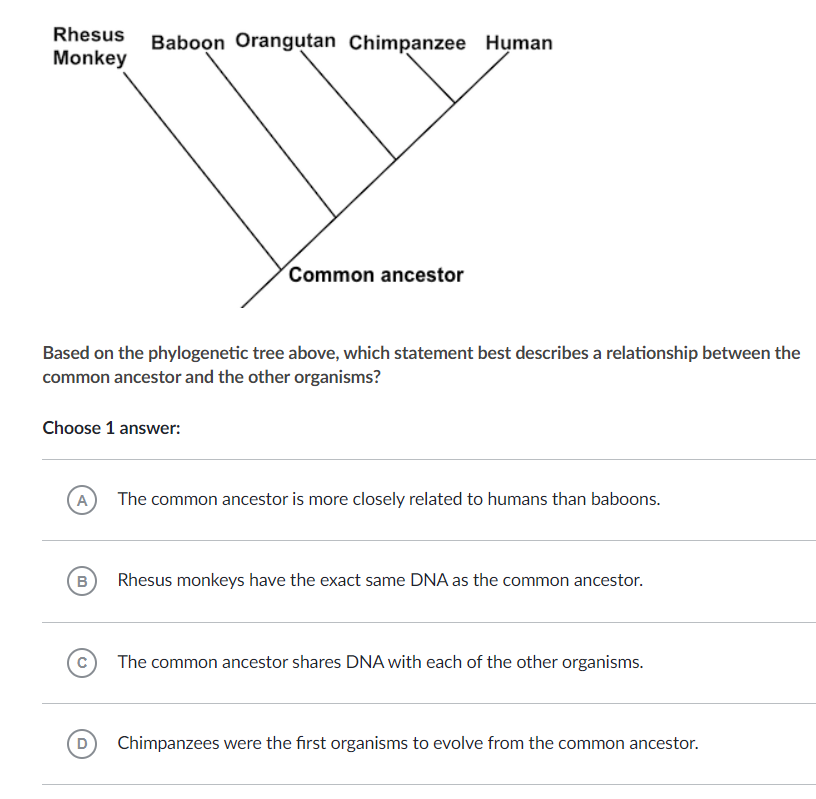 Rhesus Monkey Baboon Orangutan Chimpanzee Human
Common ancestor
Based on the phylogenetic tree above, which statement best describes a relationship between the
common ancestor and the other organisms?
Choose 1 answer:
A The common ancestor is more closely related to humans than baboons.
B Rhesus monkeys have the exact same DNA as the common ancestor.
C The common ancestor shares DNA with each of the other organisms.
D Chimpanzees were the first organisms to evolve from the common ancestor.